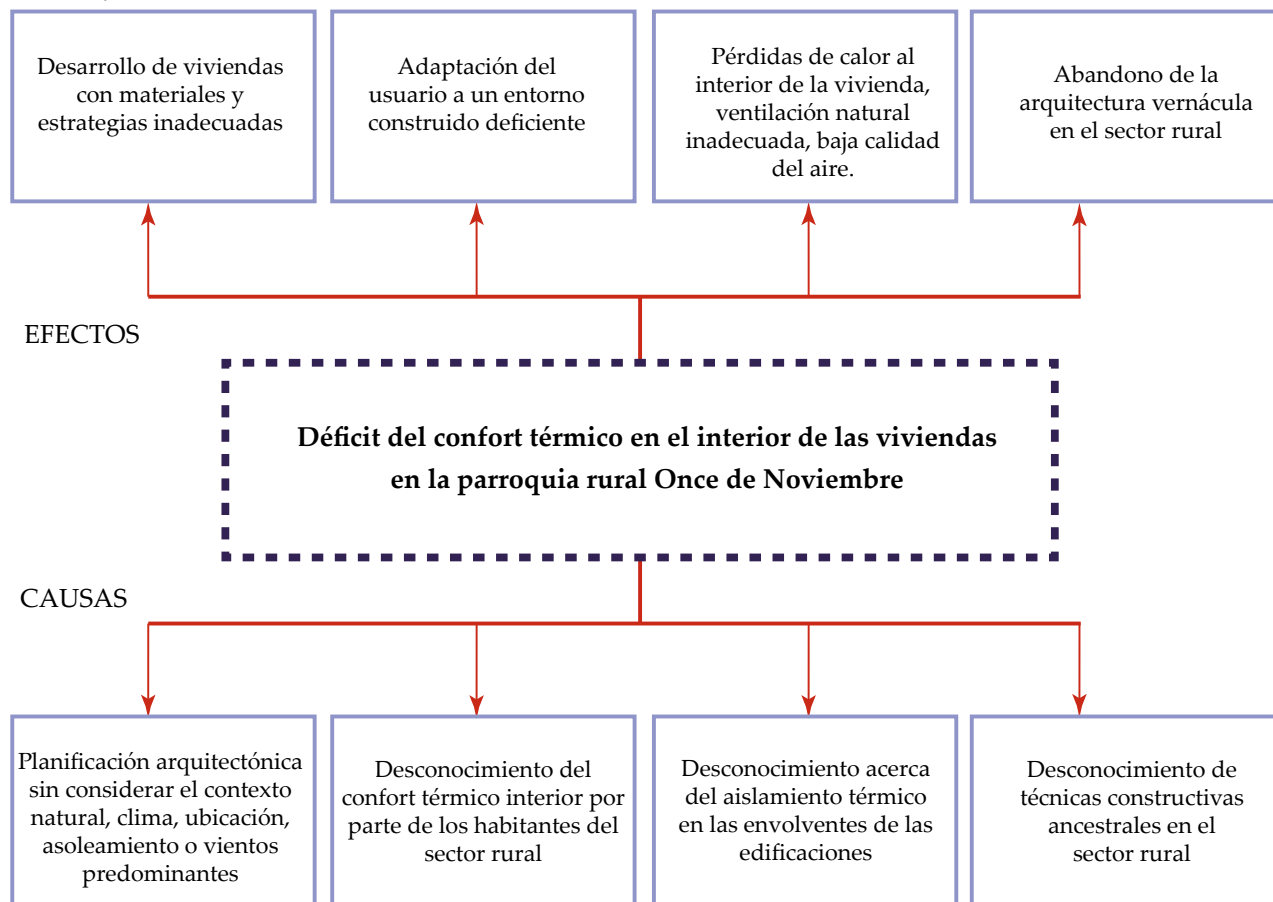 Desarrollo de viviendas
con materiales y
estrategias inadecuadas
Adaptación del
usuario a un entorno
construido deficiente
Pérdidas de calor al
interior de la vivienda,
ventilación natural
inadecuada, baja calidad
del aire.
Abandono de la
arquitectura vernácula
en el sector rural
EFECTOS
Déficit del confort térmico en el interior de las viviendas
en la parroquia rural Once de Noviembre
CAUSAS
Planificación arquitectónica
sin considerar el contexto
natural, clima, ubicación,
asoleamiento o vientos
predominantes
Desconocimiento del
confort térmico interior por
parte de los habitantes del
sector rural
Desconocimiento acerca
del aislamiento térmico
en las envolventes de las
edificaciones
Desconocimiento de
técnicas constructivas
ancestrales en el
sector rural